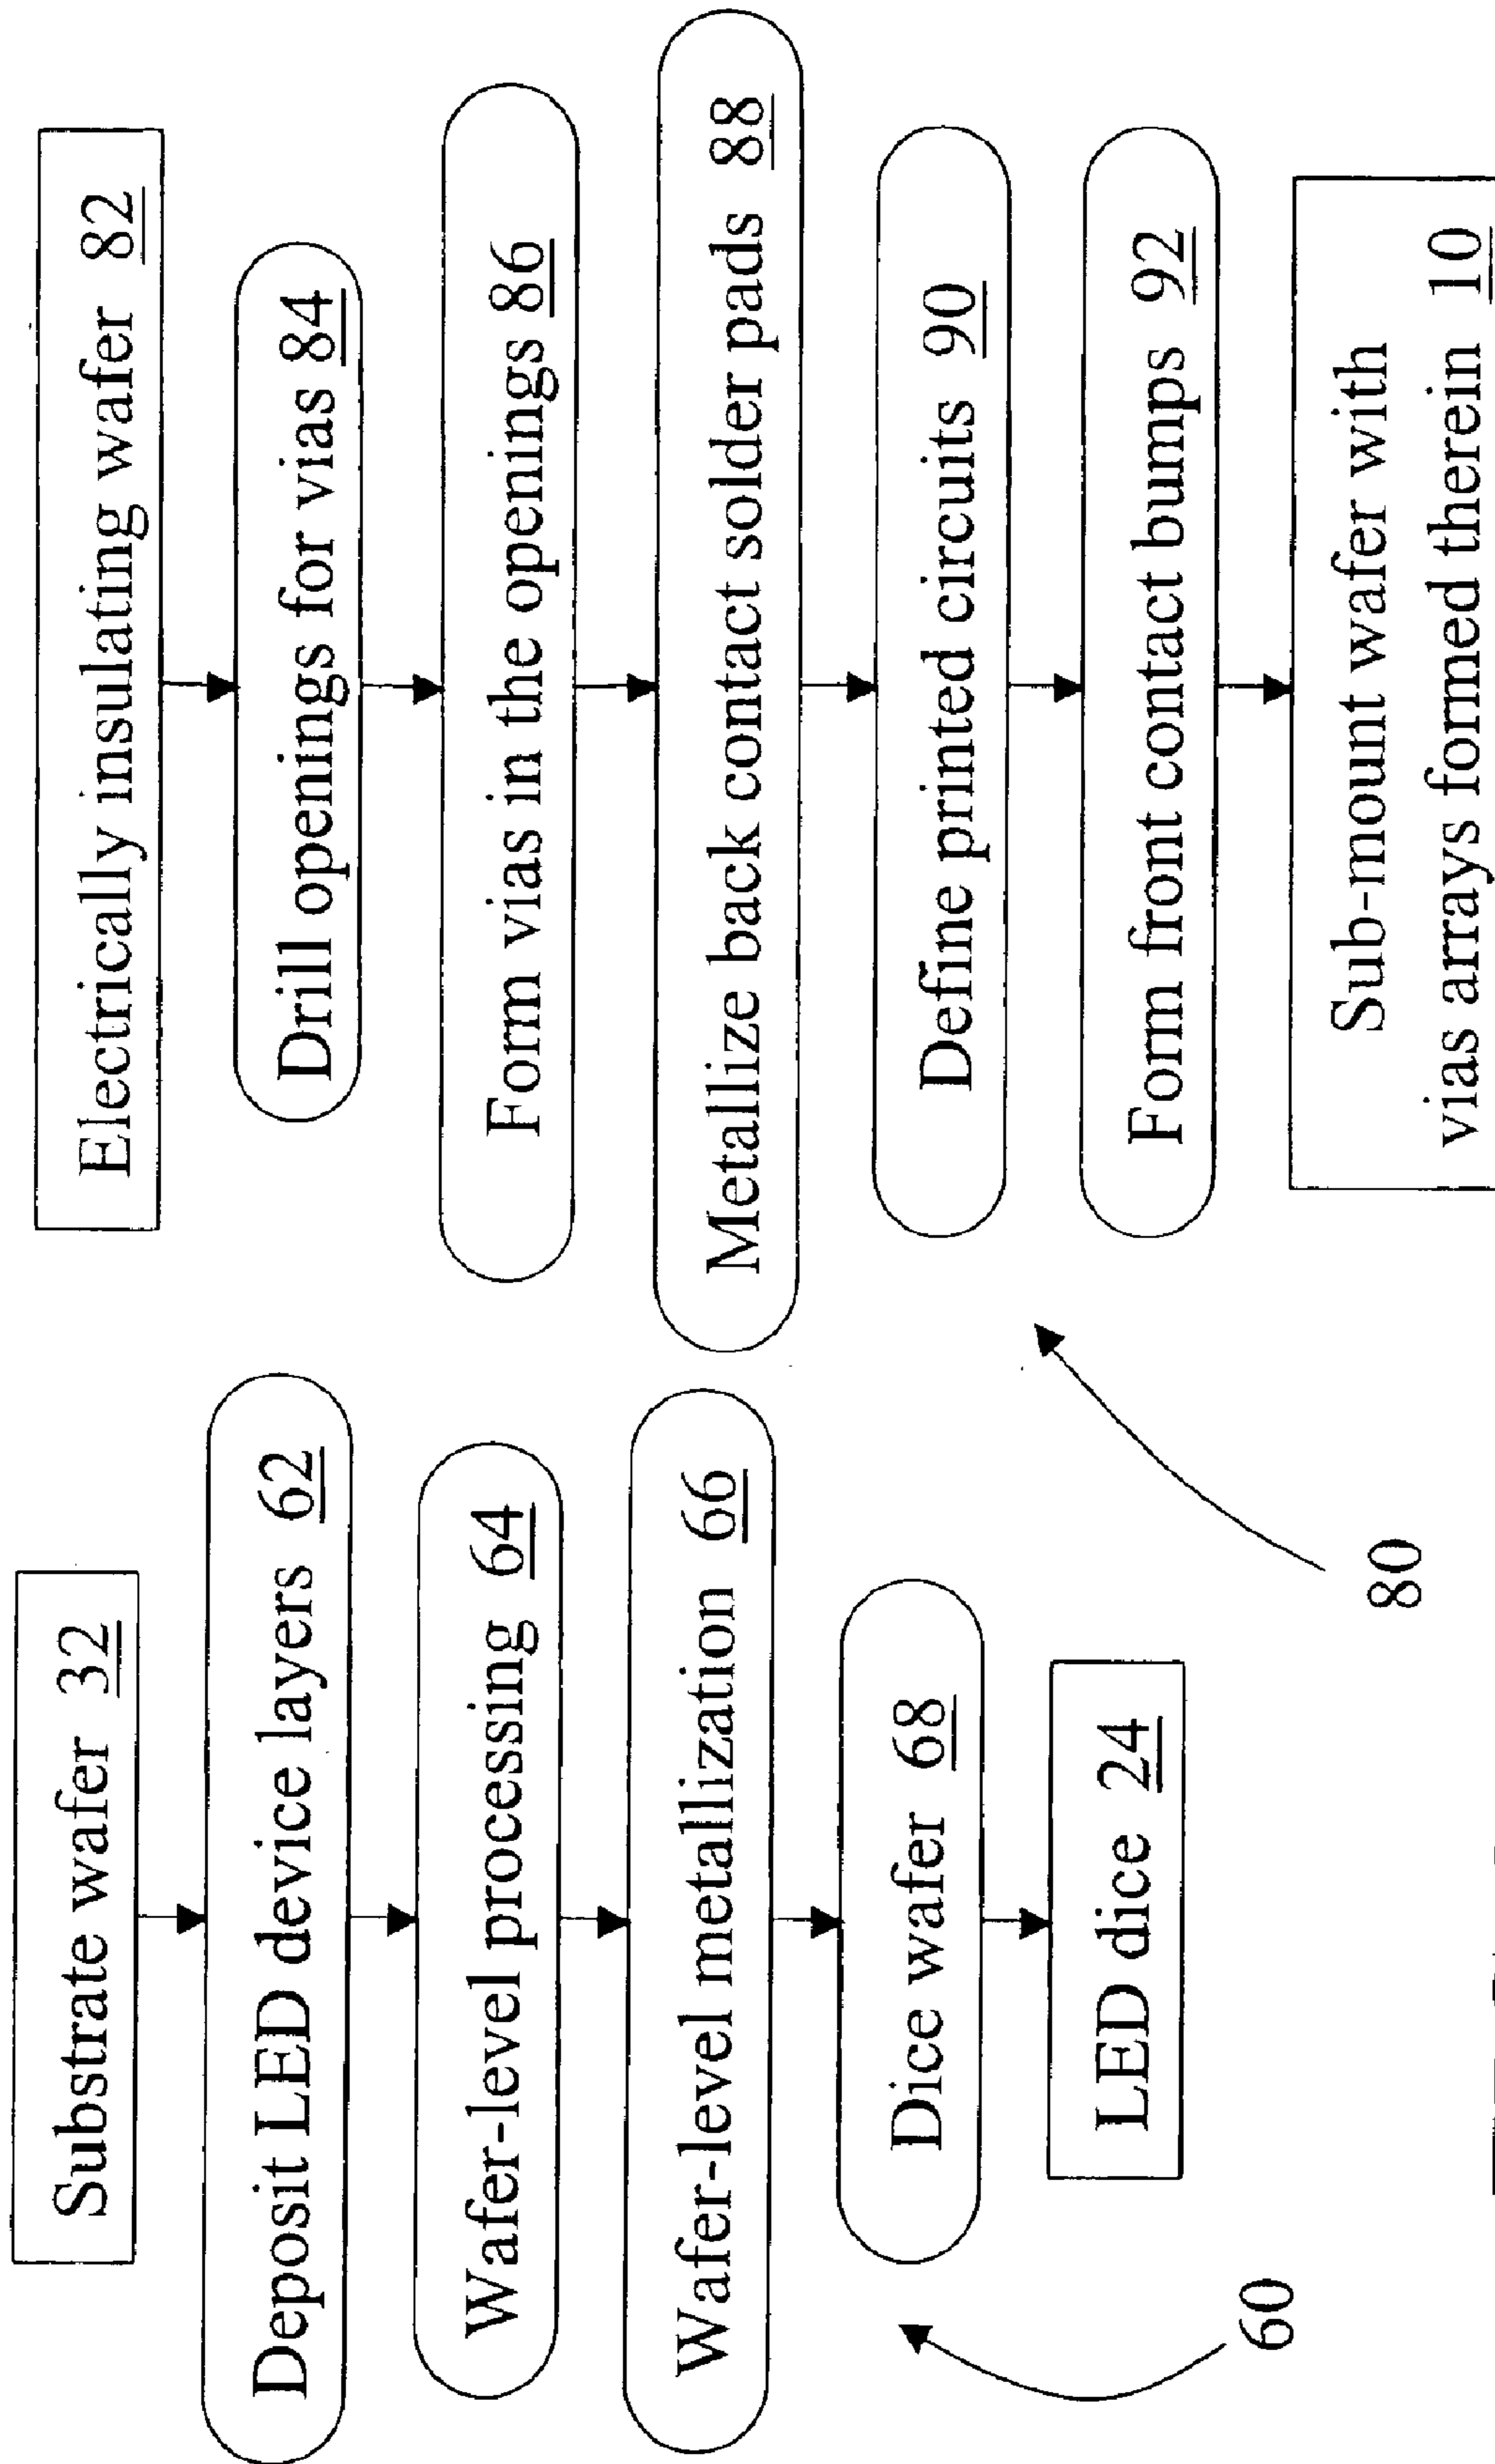 Substrate wafer 32
Deposit LED device layers 62
Wafer-level processing 64
Wafer-level metallization 66
Dice wafer 68
LED dice 24
60
Electrically insulating wafer 82
Drill openings for vias 84
Form vias in the openings 86
Metallize back contact solder pads 88
Define printed circuits 90
Form front contact bumps 92
Sub-mount wafer with
vias arrays formed therein 10
80